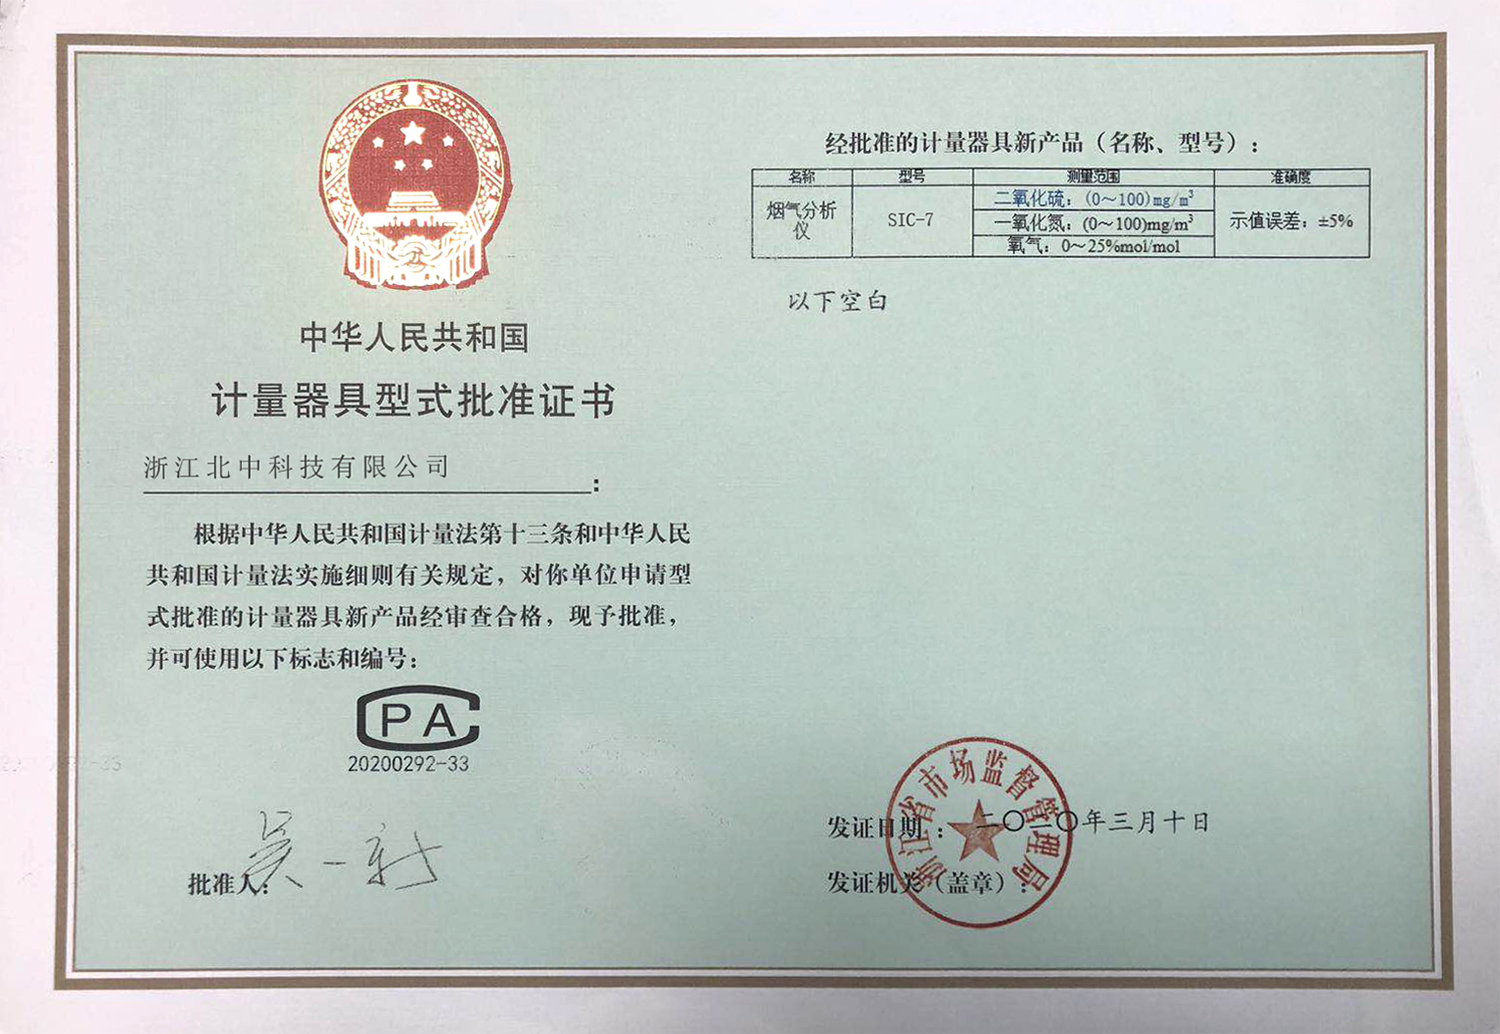 中华人民共和国
计量器具型式批准证书
浙江北中科技有限公司：
根据中华人民共和国计量法第十三条和中华人民
共和国计量法实施细则有关规定，对你单位申请型
式批准的计量器具新产品经审查合格，现予批准，
并可使用以下标志和编号：
CPA
20200292-33
批准人：
吴一新
经批准的计量器具新产品（名称、型号）：
名称 型号 测量范围 准确度
烟气分析仪 SIC-7 二氧化硫：(0～100)mg/m³ 示值误差：±5%
一氧化氮：(0～100)mg/m³
氧气：0～25%mol/mol
以下空白
发证日期：二〇二〇年三月十日
发证机关（盖章）：
浙江省市场监督管理局